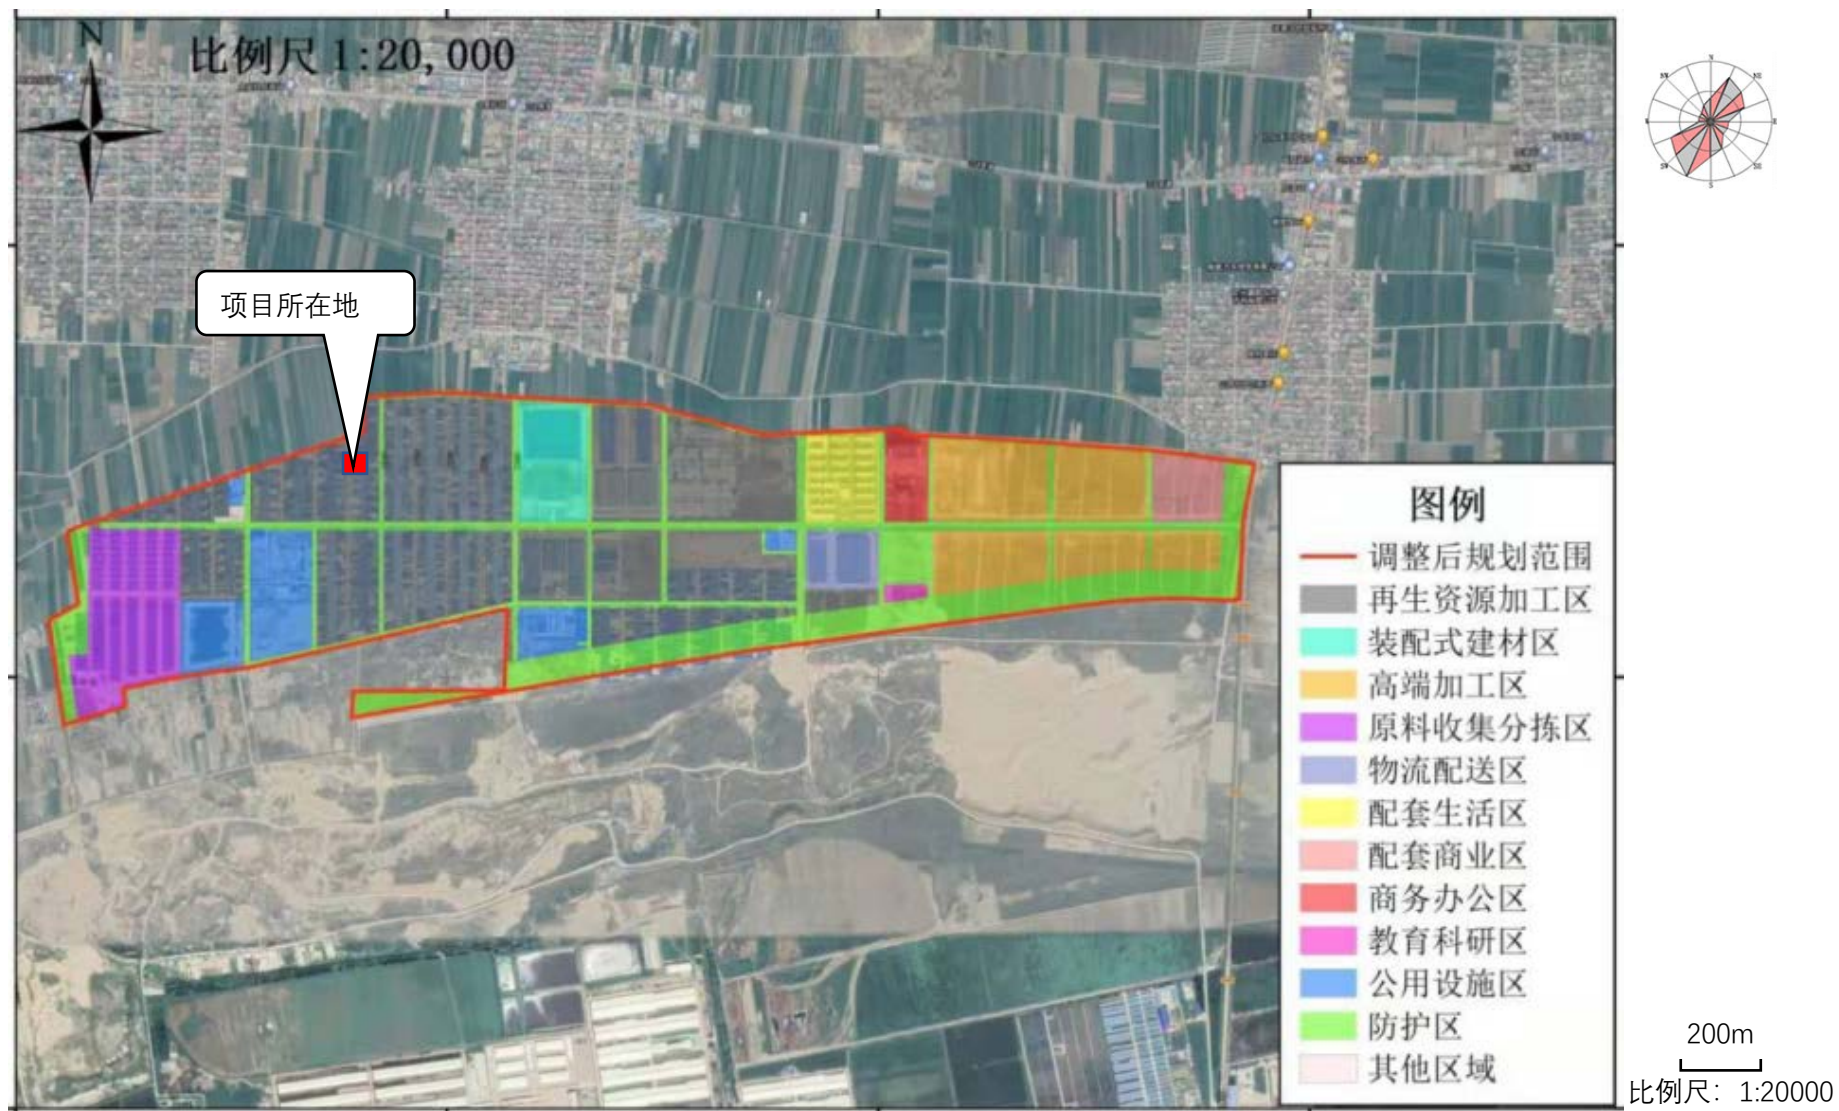 N
比例尺 1:20,000
项目所在地
图例
调整后规划范围
再生资源加工区
装配式建材区
高端加工区
原料收集分拣区
物流配送区
配套生活区
配套商业区
商务办公区
教育科研区
公用设施区
防护区
其他区域
N
NE
E
SE
S
SW
W
NW
200m
比例尺：1:20000